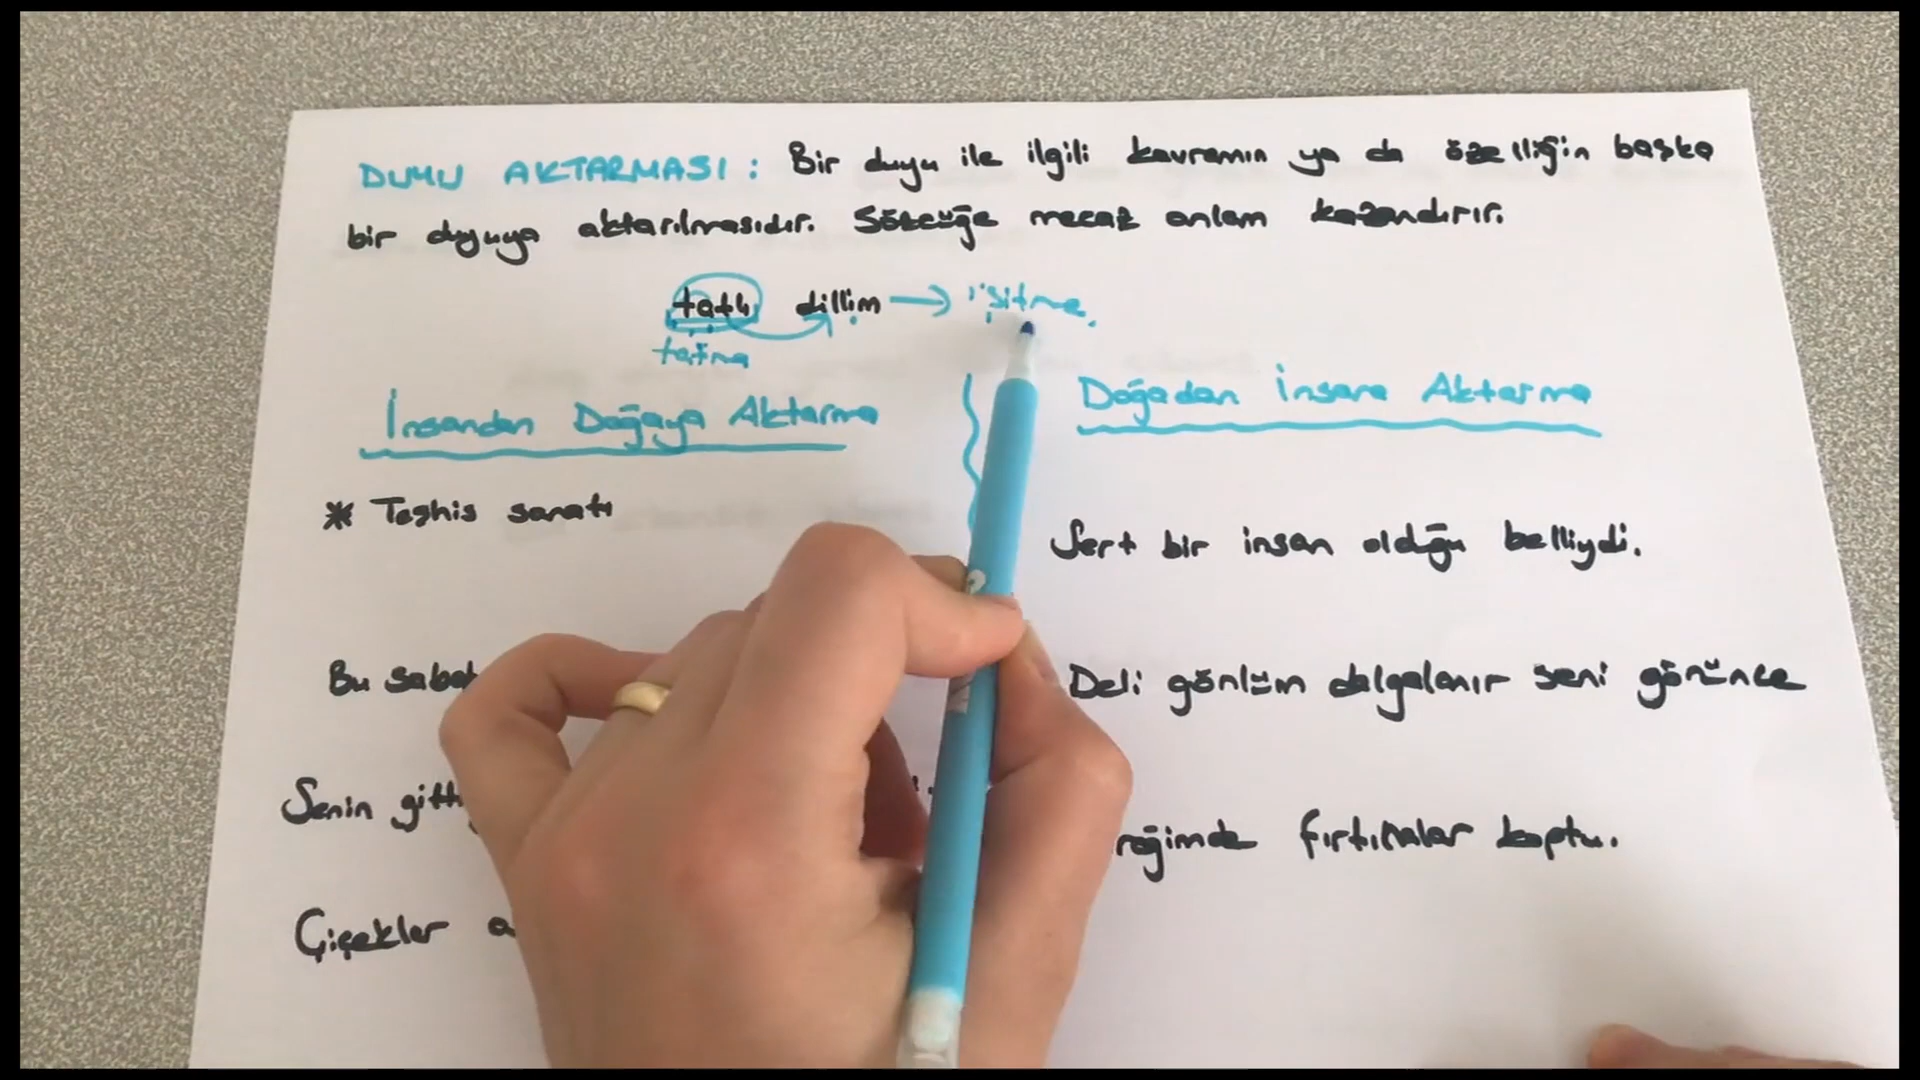 DUYU AKTARMASI: Bir duyu ile ilgili kavramın ya da özelliğin başka
bir duyuya aktarılmasıdır. Sözcüğe mecaz anlam kazandırır.
tatlı dillim → işitme
tatma
İnsandan Doğaya Aktarma
Doğadan İnsana Aktarma
* Teşhis sanatı
Sert bir insan olduğu belliydi.
Bu sabah
Deli gönlüm dalgalanır seni görünce
Senin
fırtınalar koptu.
Çiçekler